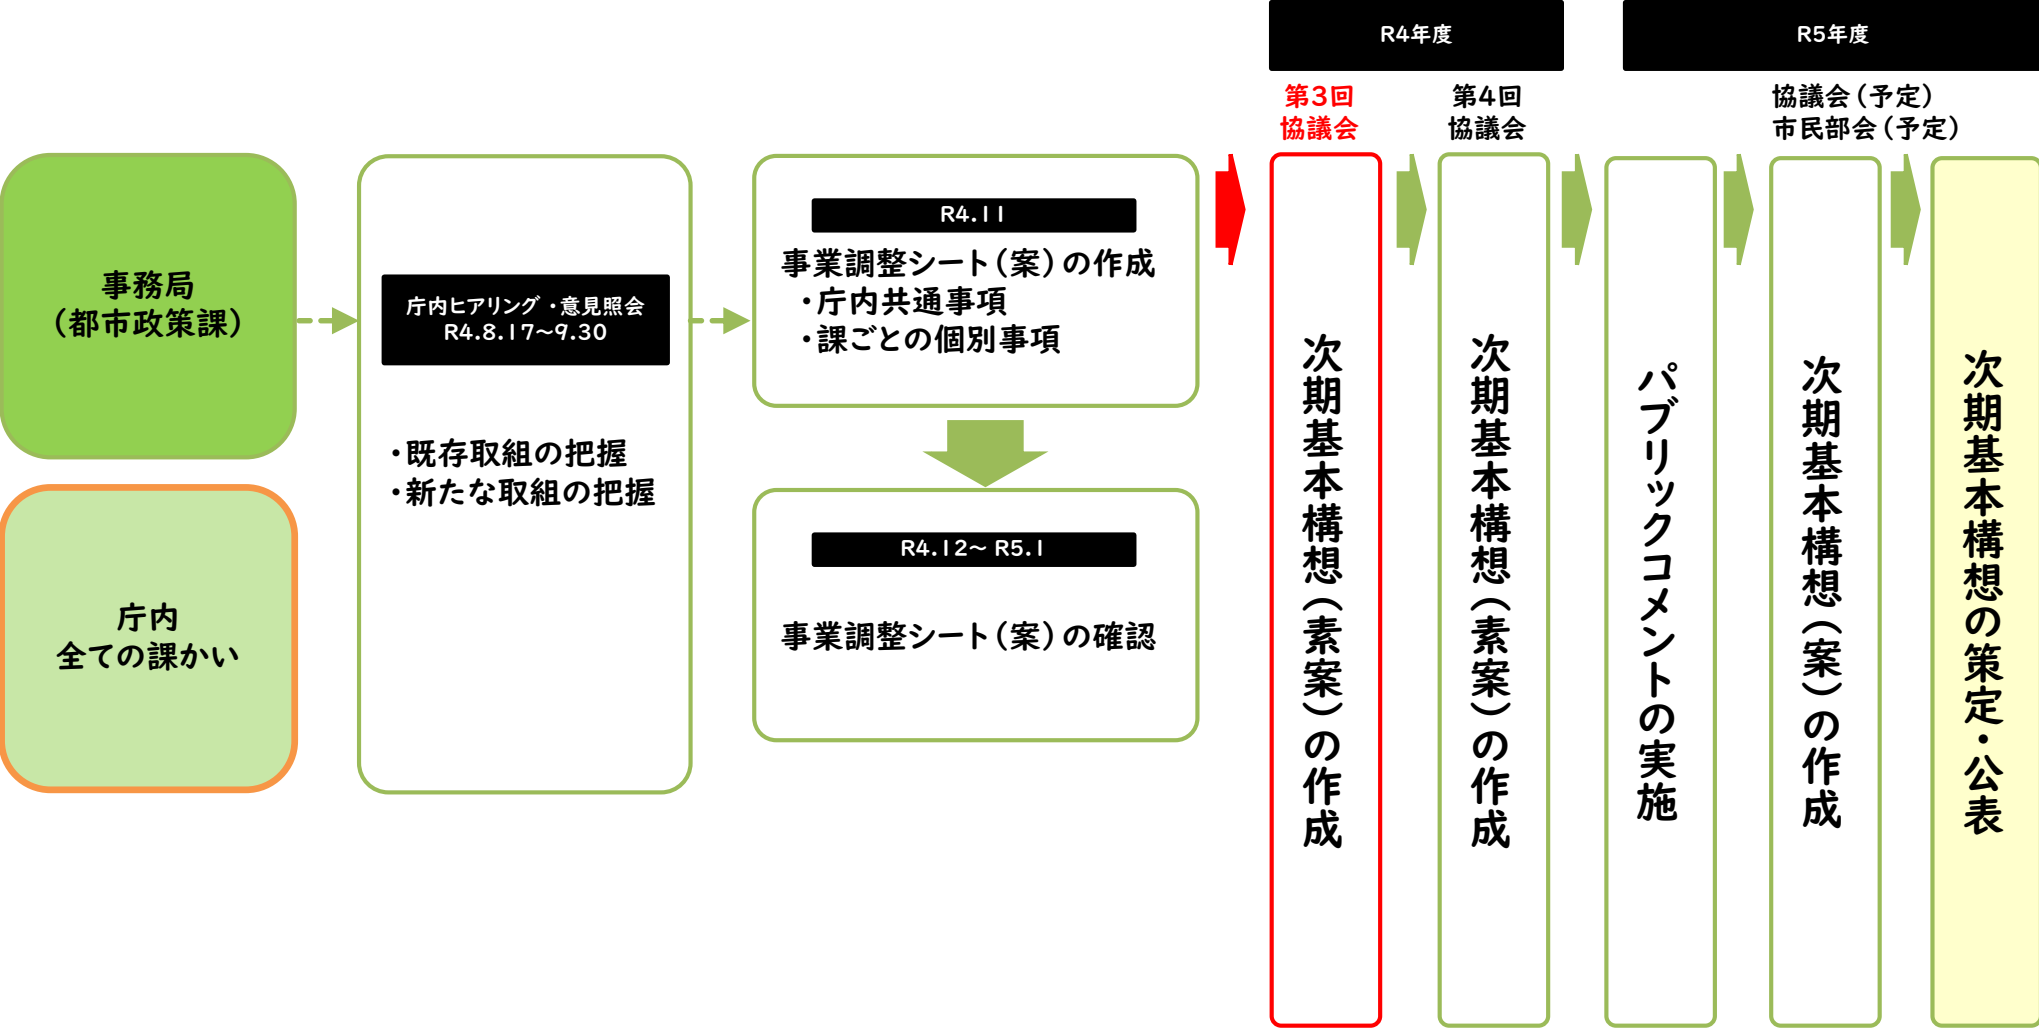 事務局
（都市政策課）
庁内
全ての課かい
庁内ヒアリング・意見照会
R4.8.17～9.30
・既存取組の把握
・新たな取組の把握
R4.11
事業調整シート（案）の作成
・庁内共通事項
・課ごとの個別事項
R4.12～R5.1
事業調整シート（案）の確認
R4年度
第3回
協議会
次期基本構想（素案）の作成
第4回
協議会
次期基本構想（素案）の作成
R5年度
パブリックコメントの実施
協議会（予定）
市民部会（予定）
次期基本構想（案）の作成
次期基本構想の策定・公表